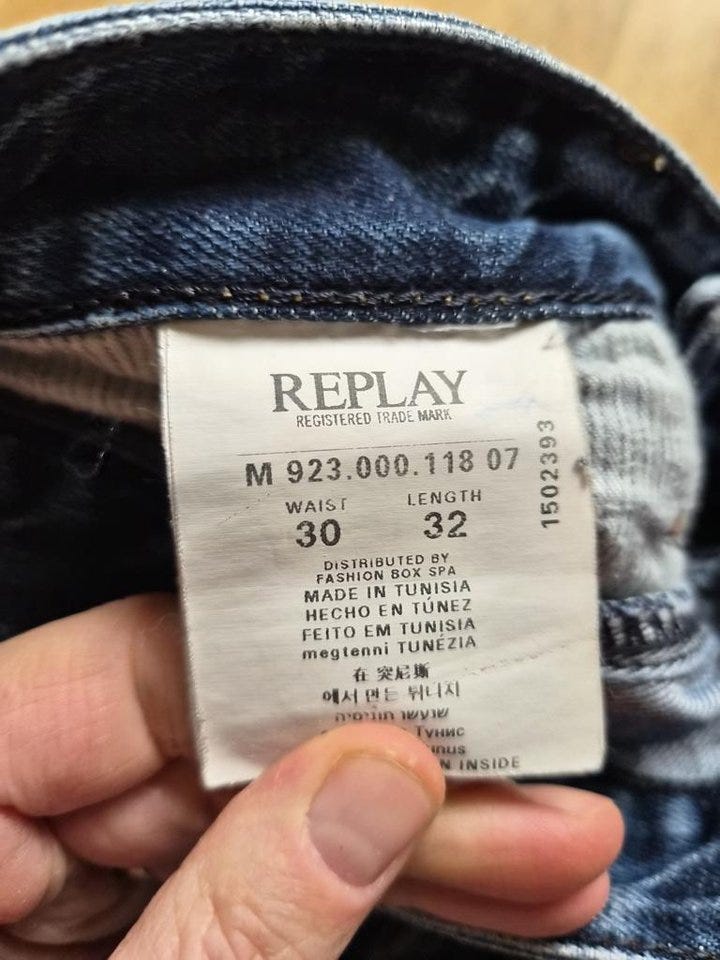 REPLAY
REGISTERED TRADE MARK
M 923.000.118 07
WAIST LENGTH
30 32
1502393
DISTRIBUTED BY
FASHION BOX SPA
MADE IN TUNISIA
HECHO EN TÚNEZ
FEITO EM TUNISIA
megtenni TUNÉZIA
在 突尼斯
에서 만는 튀니지
Тунис
INSIDE